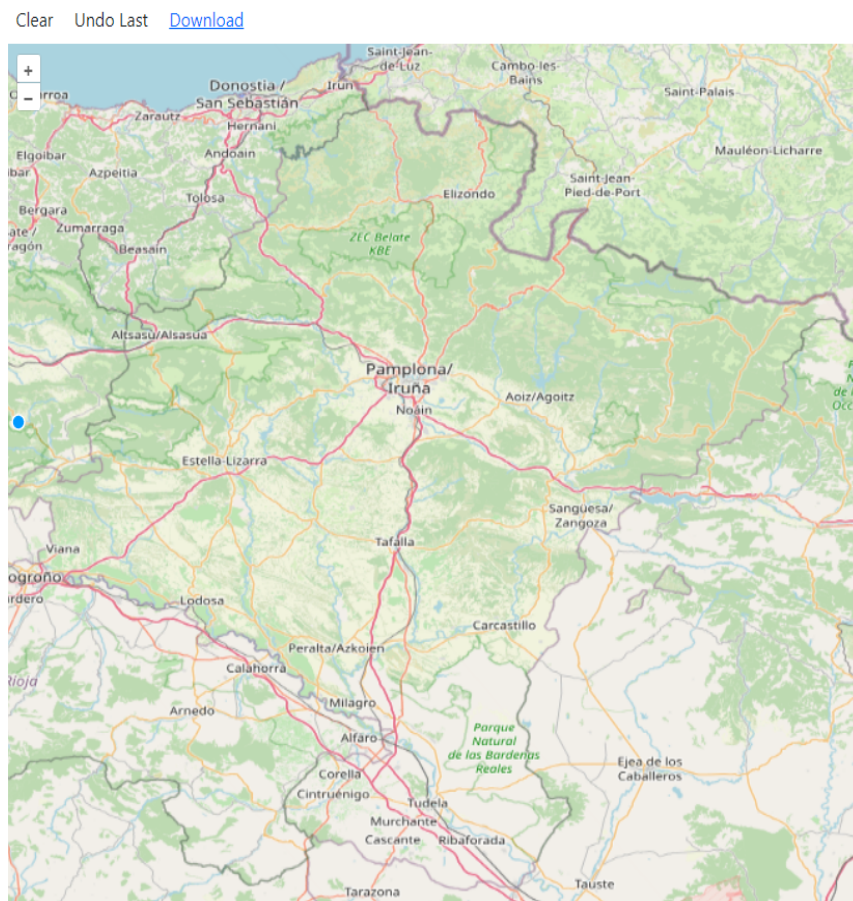 Clear Undo Last Download
+
−
Saint-Jean-
de-Luz
Cambo-les-
Bains
Saint-Palais
Donostia /
San Sebastián
Irun
Zarautz
Hernani
Mauléon-Licharre
Elgoibar
Andoain
Azpeitia
Saint-Jean-
Pied-de-Port
Tolosa
Elizondo
Bergara
Zumarraga
Beasain
ZEC Belate
KBE
Altsasu/Alsasua
Pamplona/
Iruña
Aoiz/Agoitz
Noáin
Estella-Lizarra
Sangüesa/
Zangoza
Tafalla
Viana
ogroño
Lodosa
Carcastillo
Peralta/Azkoien
Calahorra
Rioja
Milagro
Arnedo
Parque
Natural
de las Bardenas
Reales
Alfaro
Ejea de los
Caballeros
Corella
Cintruénigo
Tudela
Murchante
Cascante
Ribaforada
Tarazona
Tauste